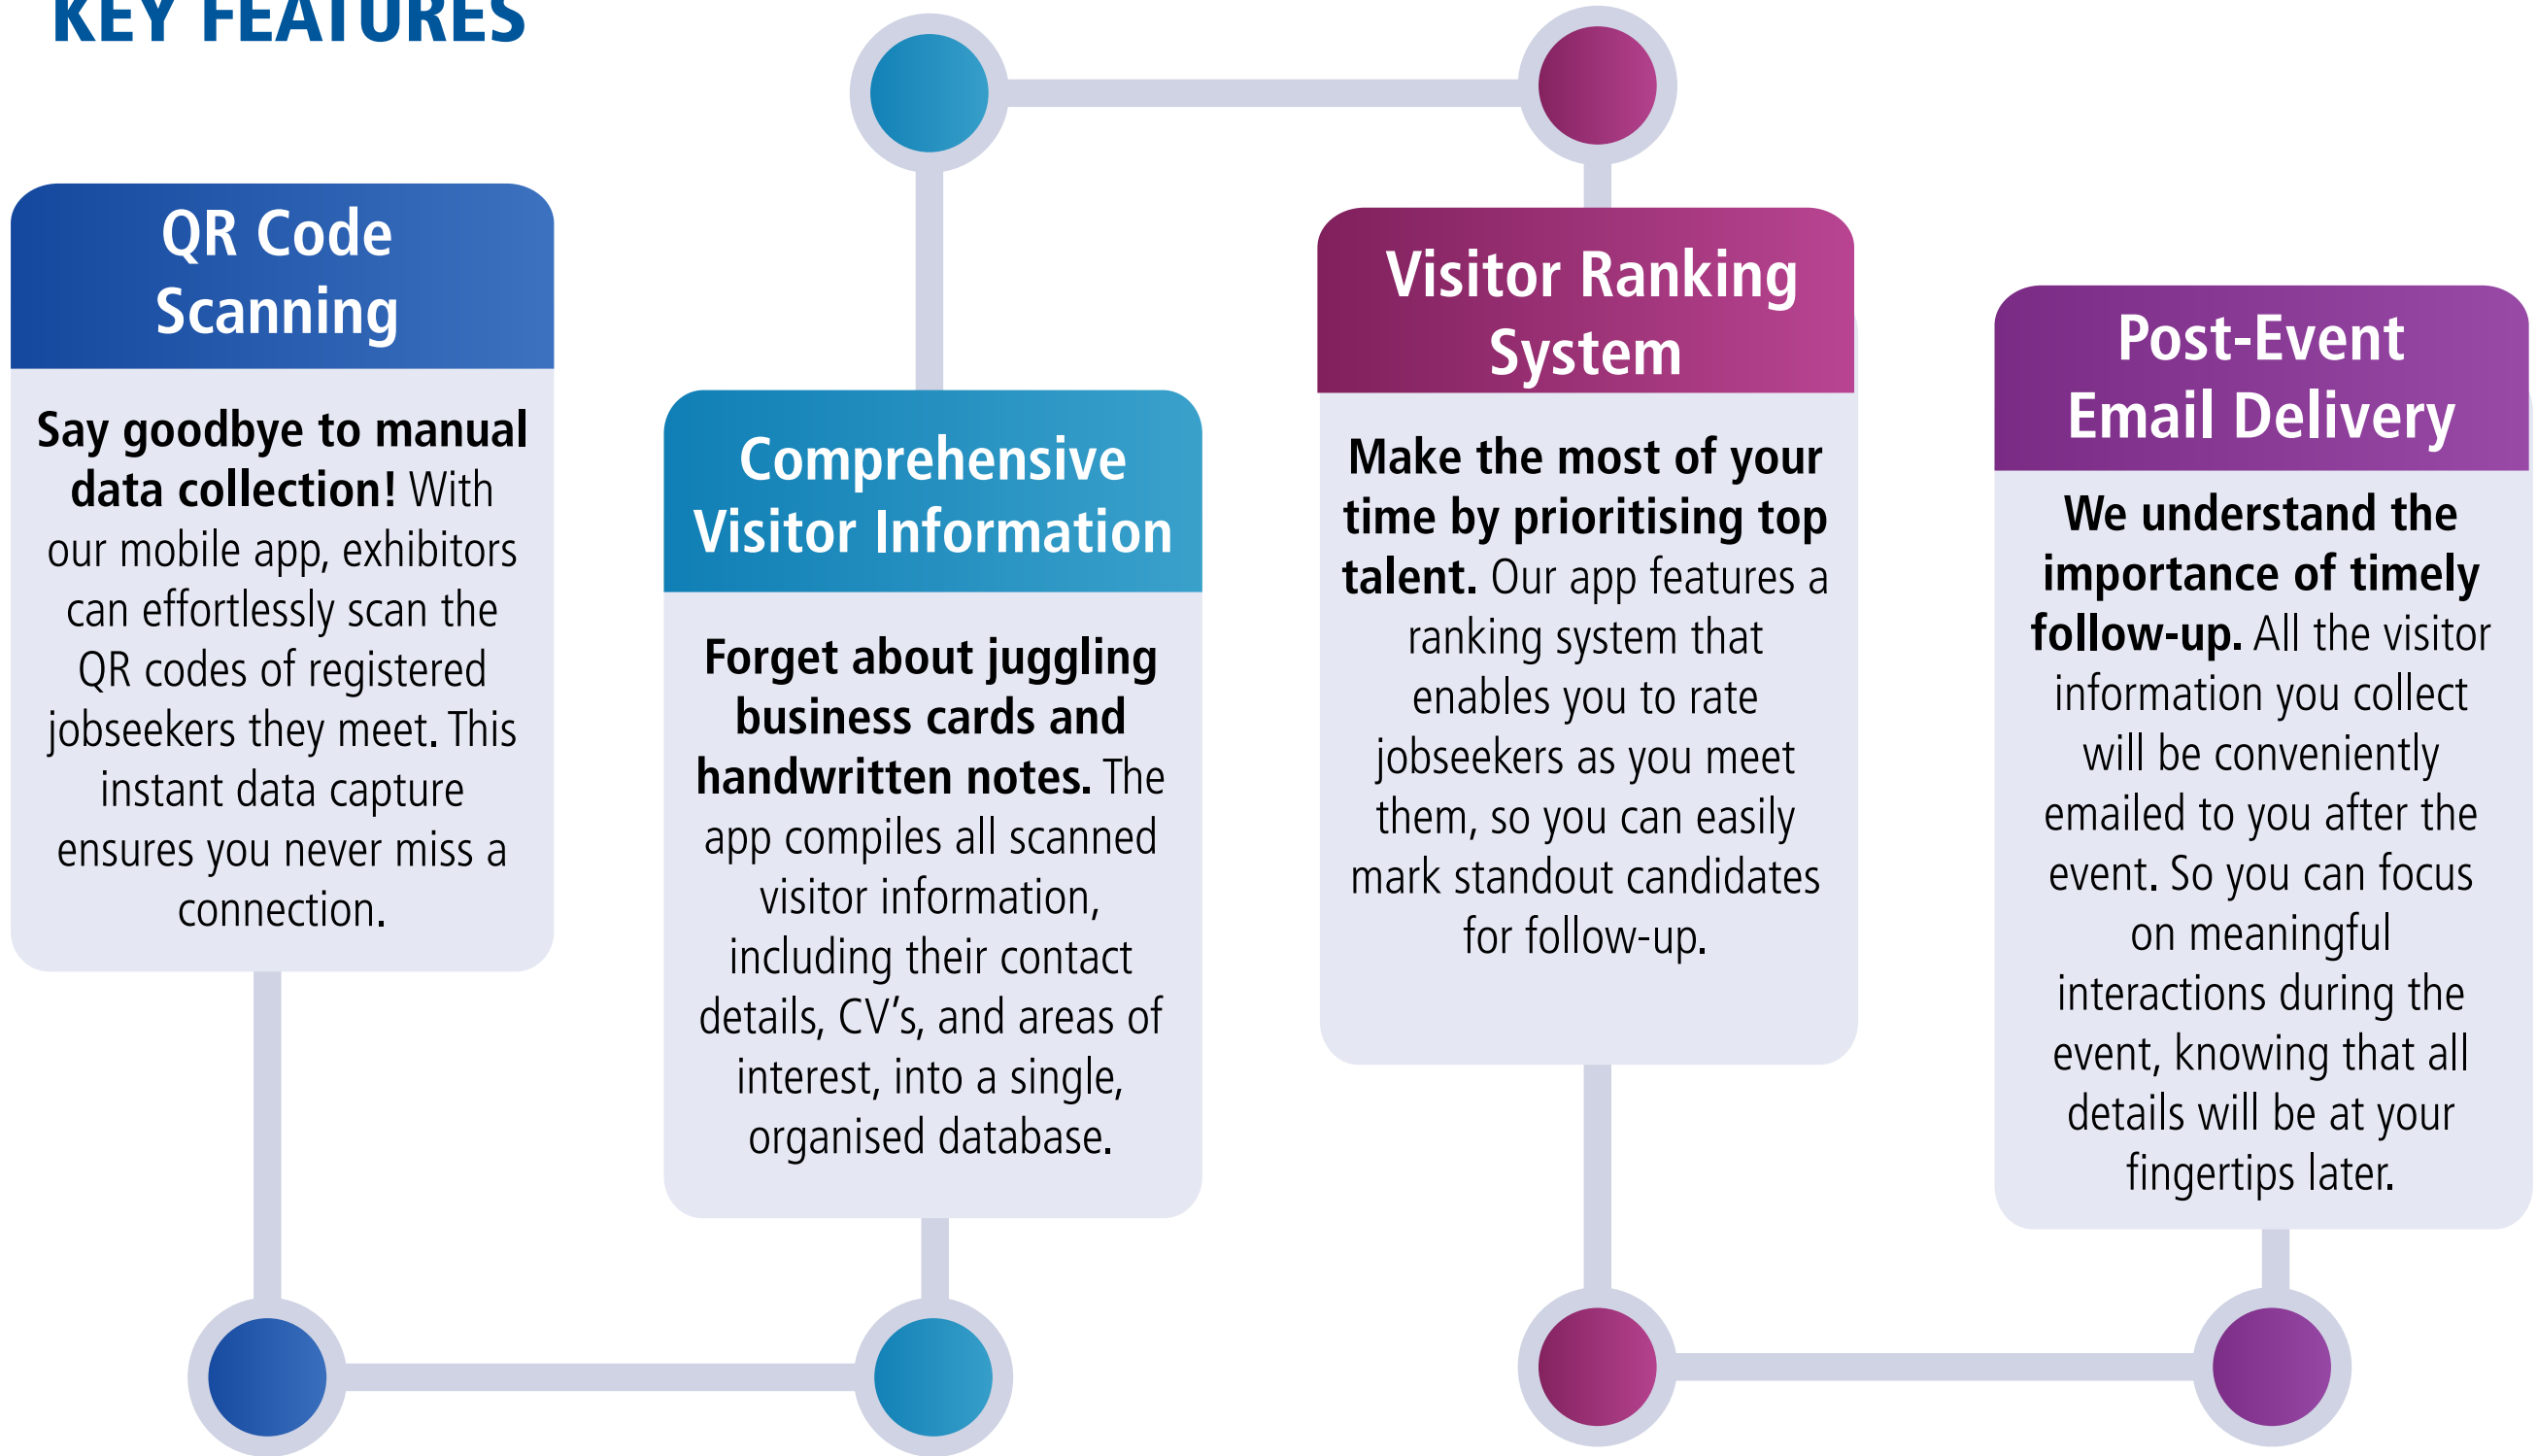 KEY FEATURES
QR Code
Scanning
Say goodbye to manual
data collection! With
our mobile app, exhibitors
can effortlessly scan the
QR codes of registered
jobseekers they meet. This
instant data capture
ensures you never miss a
connection.
Comprehensive
Visitor Information
Forget about juggling
business cards and
handwritten notes. The
app compiles all scanned
visitor information,
including their contact
details, CV's, and areas of
interest, into a single,
organised database.
Visitor Ranking
System
Make the most of your
time by prioritising top
talent. Our app features a
ranking system that
enables you to rate
jobseekers as you meet
them, so you can easily
mark standout candidates
for follow-up.
Post-Event
Email Delivery
We understand the
importance of timely
follow-up. All the visitor
information you collect
will be conveniently
emailed to you after the
event. So you can focus
on meaningful
interactions during the
event, knowing that all
details will be at your
fingertips later.